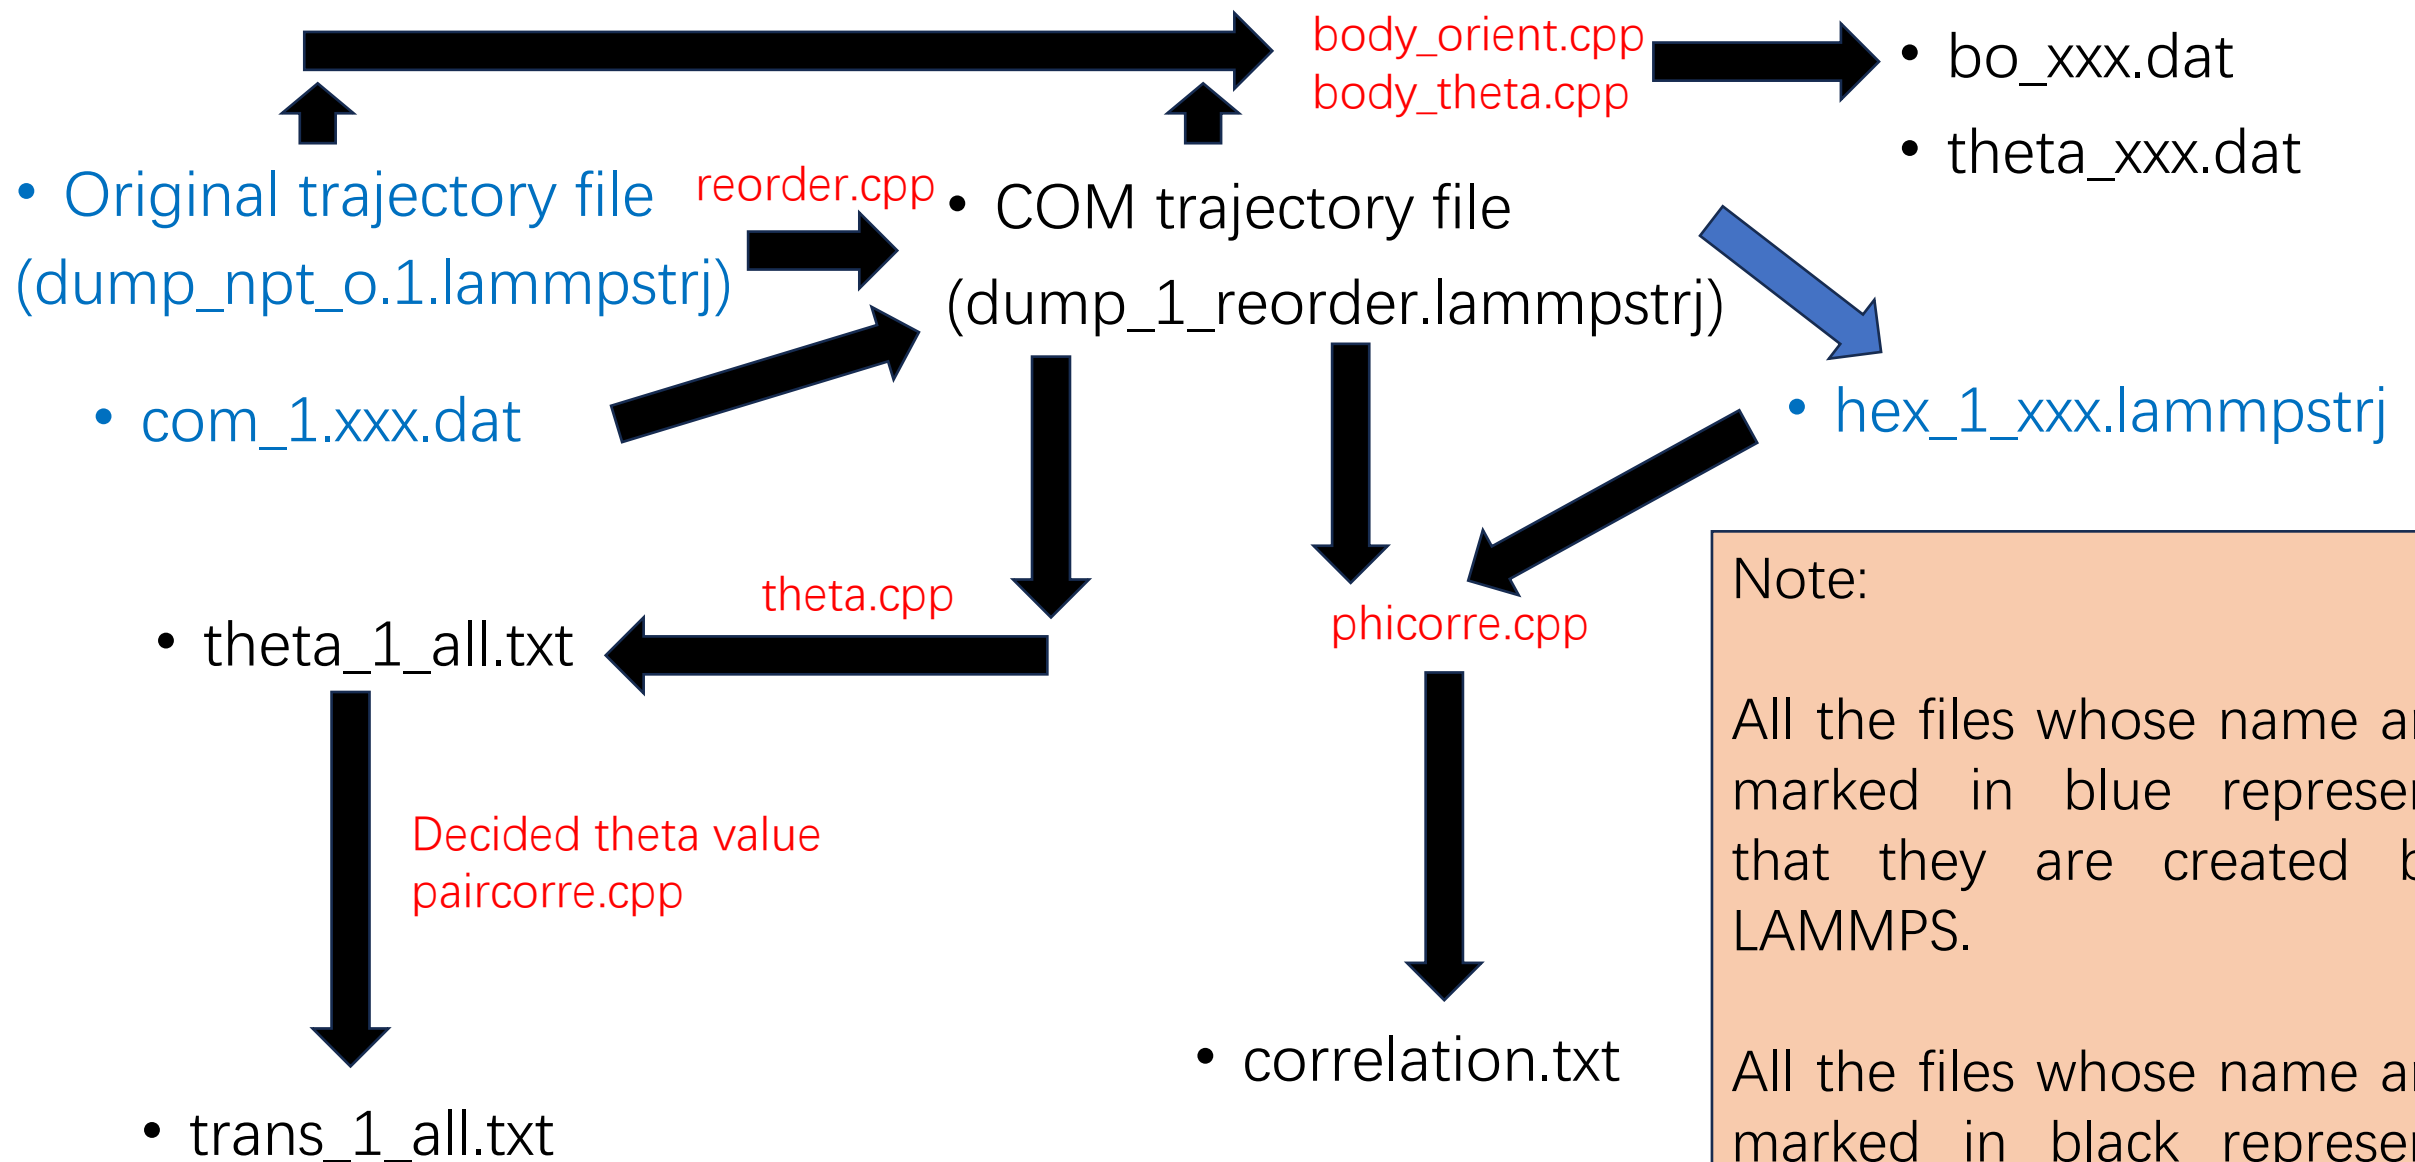 body_orient.cpp
body_theta.cpp
• bo_xxx.dat
• theta_xxx.dat
• Original trajectory file
(dump_npt_o.1.lammpstrj)
reorder.cpp
• COM trajectory file
(dump_1_reorder.lammpstrj)
• com_1.xxx.dat
• hex_1_xxx.lammpstrj
theta.cpp
• theta_1_all.txt
phicorre.cpp
Decided theta value
paircorre.cpp
• correlation.txt
• trans_1_all.txt
Note:
All the files whose name
marked in blue
that they are created
LAMMPS.
All the files whose name
marked in black